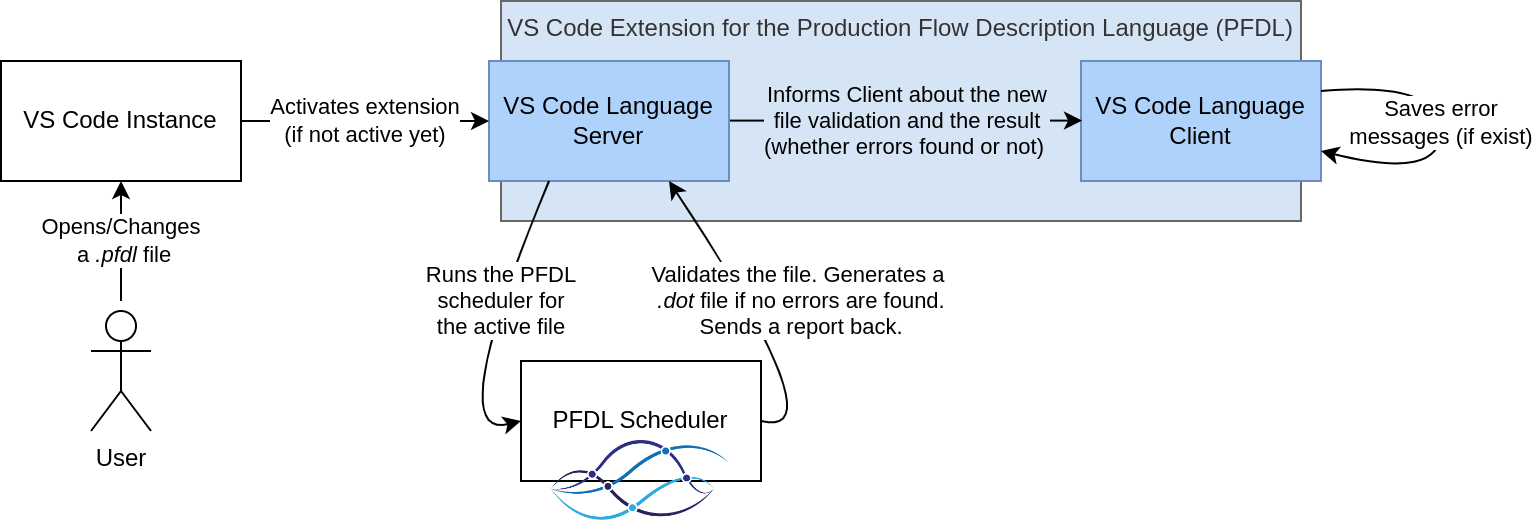 VS Code Extension for the Production Flow Description Language (PFDL)
VS Code Instance
Activates extension
(if not active yet)
VS Code Language
Server
Informs Client about the new
file validation and the result
(whether errors found or not)
VS Code Language
Client
Saves error
messages (if exist)
Opens/Changes
a .pfdl file
User
Runs the PFDL
scheduler for
the active file
Validates the file. Generates a
.dot file if no errors are found.
Sends a report back.
PFDL Scheduler